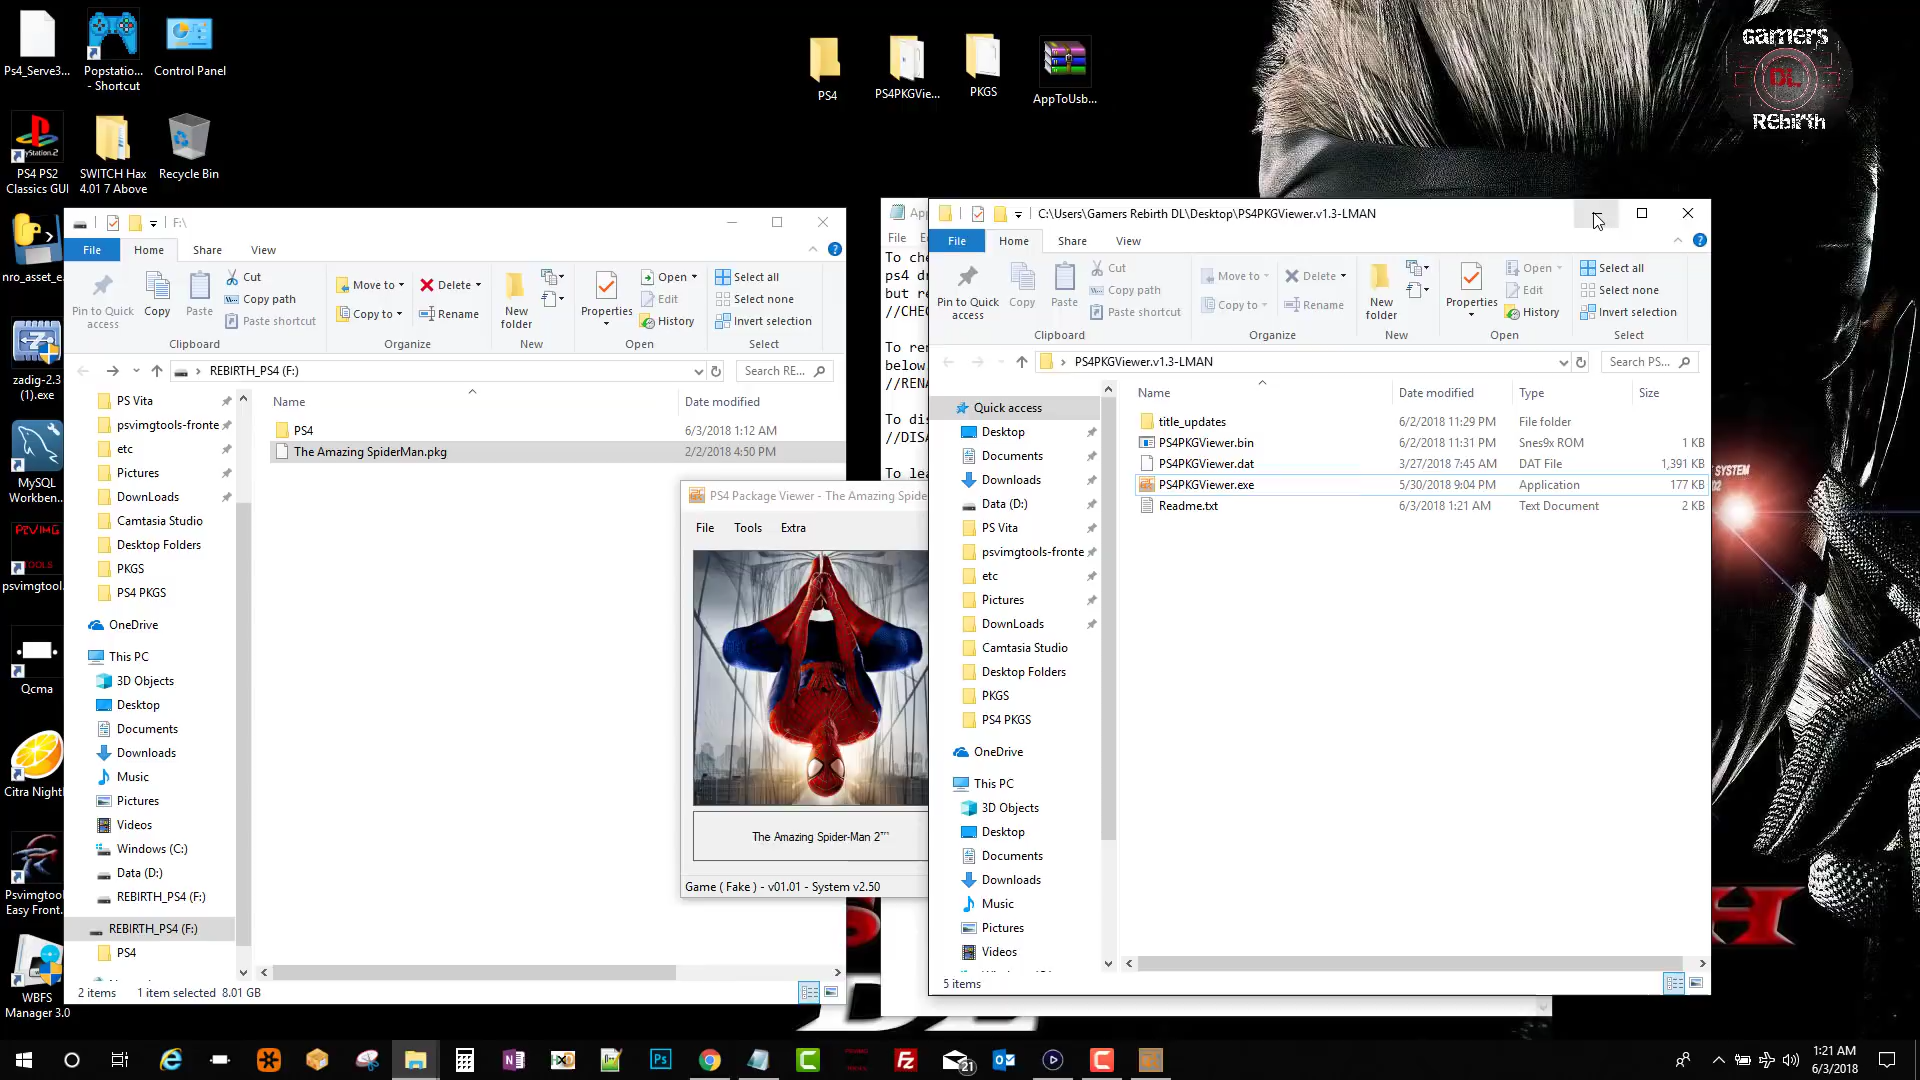 Ps4_Serve3...
Popstatio...
- Shortcut
Control Panel
PS4
PS4PKGVie...
PKGS
AppToUsb...
Gamers
DL
REbirth
PS4 PS2
Classics GUI
SWITCH Hax
4.01 7 Above
Recycle Bin
nro_asset_e
zadig-2.3
(1).exe
MySQL
Workben...
psvimgtool.
Qcma
Citra Night
Psvimgtoo
Easy Front.
WBFS
Manager 3.0
F:\
File
Home
Share
View
Pin to Quick
access
Copy
Paste
Cut
Copy path
Paste shortcut
Clipboard
Move to
Copy to
Delete
Rename
Organize
New
folder
New
Properties
Open
Edit
History
Open
Select all
Select none
Invert selection
Select
REBIRTH_PS4 (F:)
Search RE...
PS Vita
psvimgtools-fronte
etc
Pictures
DownLoads
Camtasia Studio
Desktop Folders
PKGS
PS4 PKGS
OneDrive
This PC
3D Objects
Desktop
Documents
Downloads
Music
Pictures
Videos
Windows (C:)
Data (D:)
REBIRTH_PS4 (F:)
REBIRTH_PS4 (F:)
PS4
Name
Date modified
PS4
6/3/2018 1:12 AM
The Amazing SpiderMan.pkg
2/2/2018 4:50 PM
2 items
1 item selected 8.01 GB
PS4 Package Viewer - The Amazing Spide
File
Tools
Extra
The Amazing Spider-Man 2™
Game ( Fake ) - v01.01 - System v2.50
Ap
File
E
To che
ps4 dr
but re
//CHEC
To ren
below.
//RENA
To dis
//DISA
To lea
C:\Users\Gamers Rebirth DL\Desktop\PS4PKGViewer.v1.3-LMAN
File
Home
Share
View
Pin to Quick
access
Copy
Paste
Cut
Copy path
Paste shortcut
Clipboard
Move to
Copy to
Delete
Rename
Organize
New
folder
New
Properties
Open
Edit
History
Open
Select all
Select none
Invert selection
Select
PS4PKGViewer.v1.3-LMAN
Search PS...
Quick access
Desktop
Documents
Downloads
Data (D:)
PS Vita
psvimgtools-fronte
etc
Pictures
DownLoads
Camtasia Studio
Desktop Folders
PKGS
PS4 PKGS
OneDrive
This PC
3D Objects
Desktop
Documents
Downloads
Music
Pictures
Videos
Name
Date modified
Type
Size
title_updates
6/2/2018 11:29 PM
File folder
PS4PKGViewer.bin
6/2/2018 11:31 PM
Snes9x ROM
1 KB
PS4PKGViewer.dat
3/27/2018 7:45 AM
DAT File
1,391 KB
PS4PKGViewer.exe
5/30/2018 9:04 PM
Application
177 KB
Readme.txt
6/3/2018 1:21 AM
Text Document
2 KB
5 items
SYSTEM
21
1:21 AM
6/3/2018